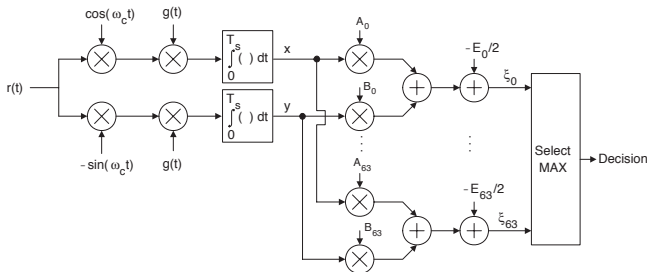 cos(ω_c t)
g(t)
T_s
∫( ) dt
0
x
A_0
-E_0/2
ξ_0
r(t)
B_0
T_s
∫( ) dt
0
y
-sin(ω_c t)
g(t)
A_63
Select
MAX
Decision
-E_63/2
ξ_63
B_63